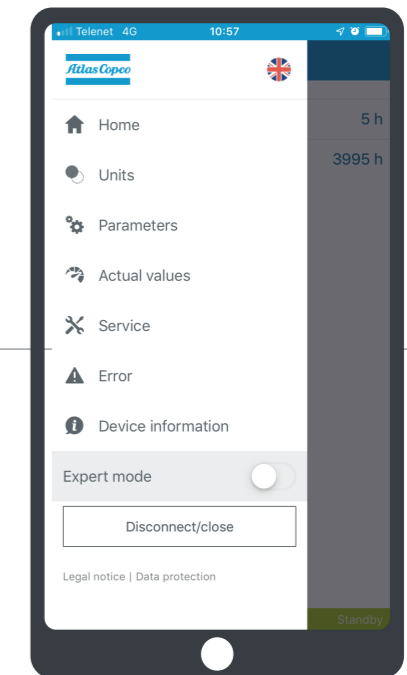 Telenet 4G 10:57
Atlas Copco
Home
5 h
Units
3995 h
Parameters
Actual values
Service
Error
Device information
Expert mode
Disconnect/close
Legal notice | Data protection
Standby